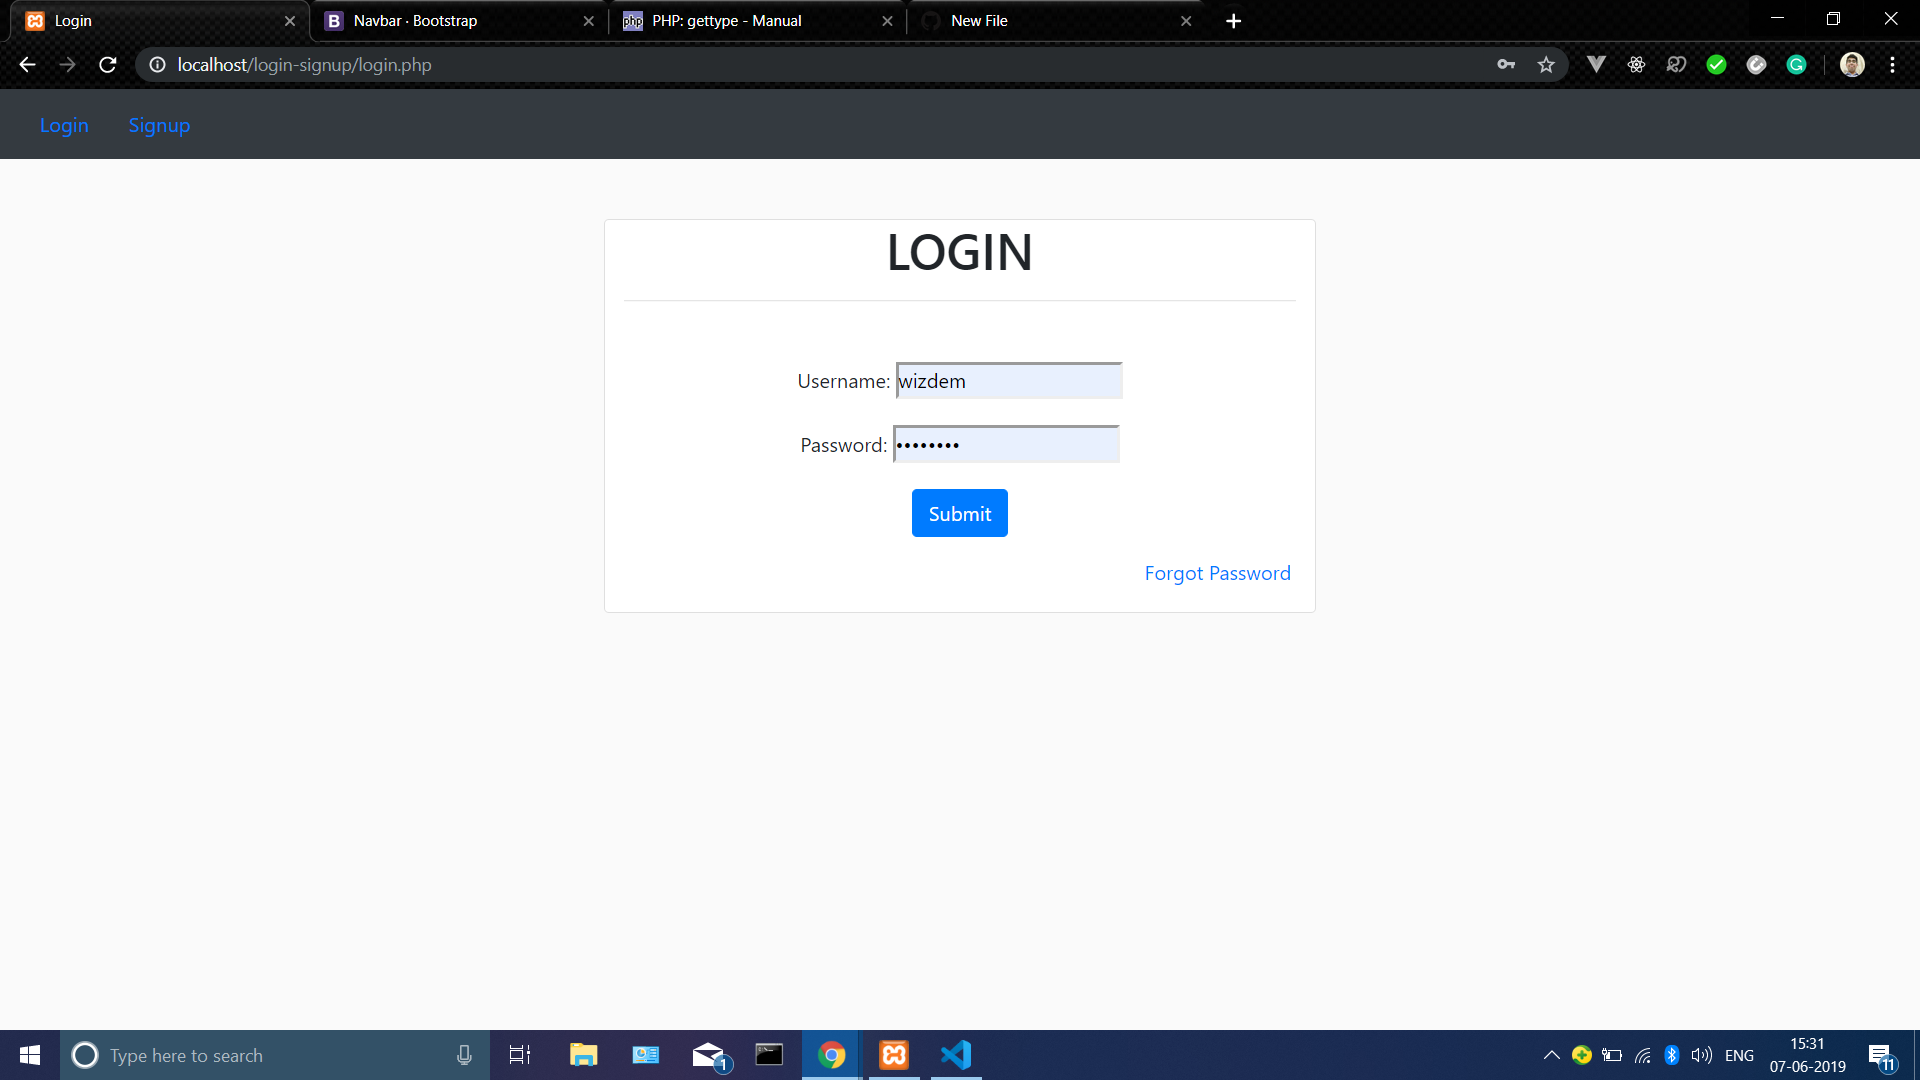 Login
Navbar · Bootstrap
PHP: gettype - Manual
New File
localhost/login-signup/login.php
Login Signup
LOGIN
Username: wizdem
Password: ••••••••
Submit
Forgot Password
Type here to search
1
ENG
15:31
07-06-2019
11